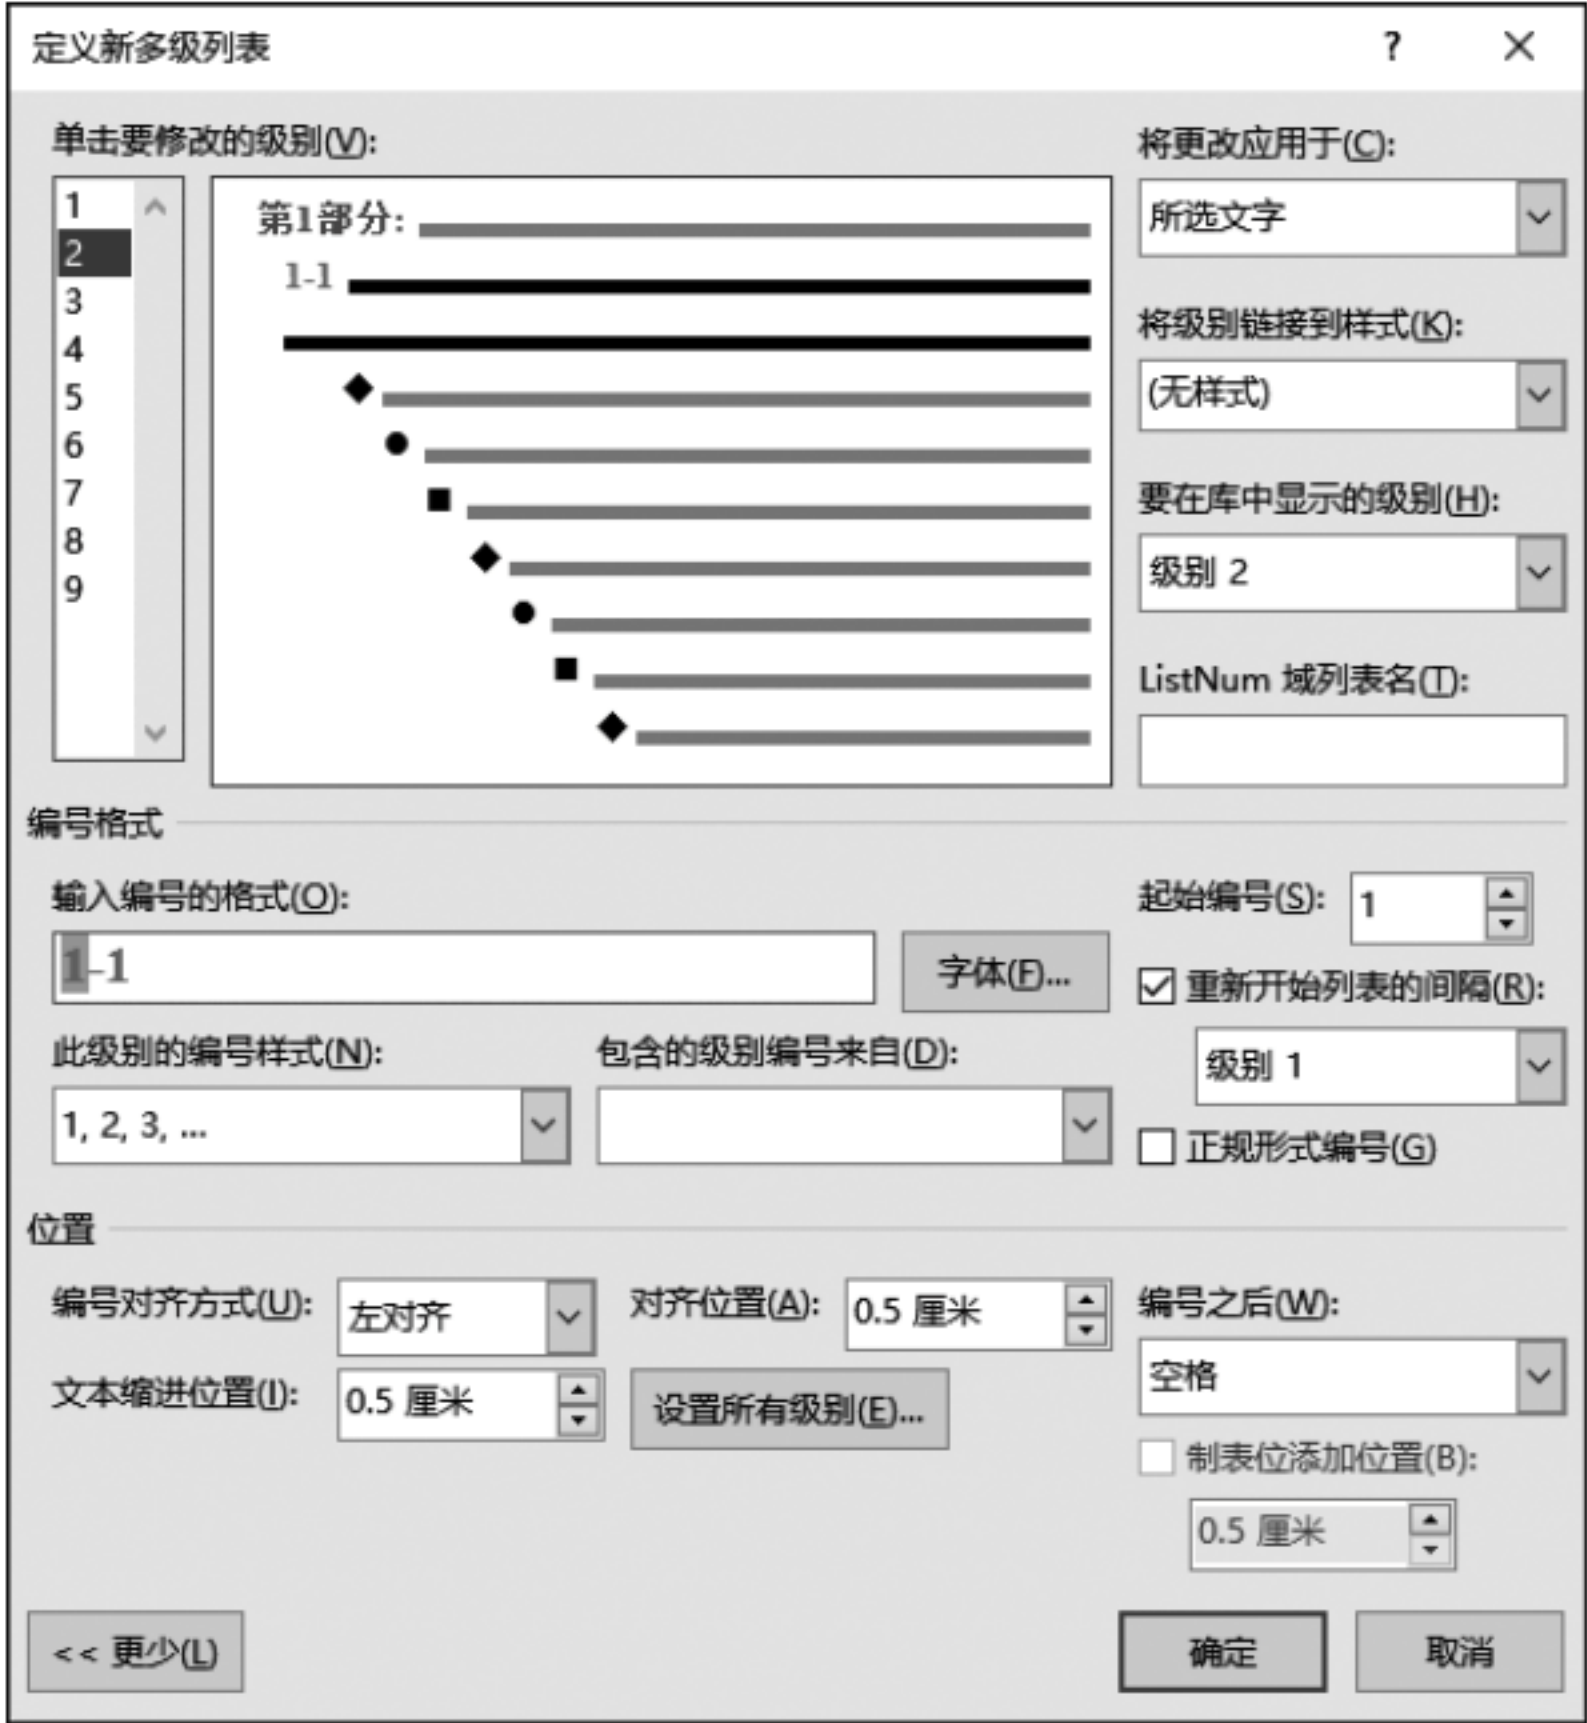 定义新多级列表 ?
单击要修改的级别(V):
1
2
3
4
5
6
7
8
9
第1部分:
1-1
将更改应用于(C):
所选文字
将级别链接到样式(K):
(无样式)
要在库中显示的级别(H):
级别 2
ListNum 域列表名(T):
编号格式
输入编号的格式(O):
1-1
字体(F)...
起始编号(S): 1
重新开始列表的间隔(R):
级别 1
此级别的编号样式(N):
1, 2, 3, ...
包含的级别编号来自(D):
正规形式编号(G)
位置
编号对齐方式(U): 左对齐
对齐位置(A): 0.5 厘米
编号之后(W):
空格
文本缩进位置(I): 0.5 厘米
设置所有级别(E)...
制表位添加位置(B):
0.5 厘米
<< 更少(L)
确定
取消